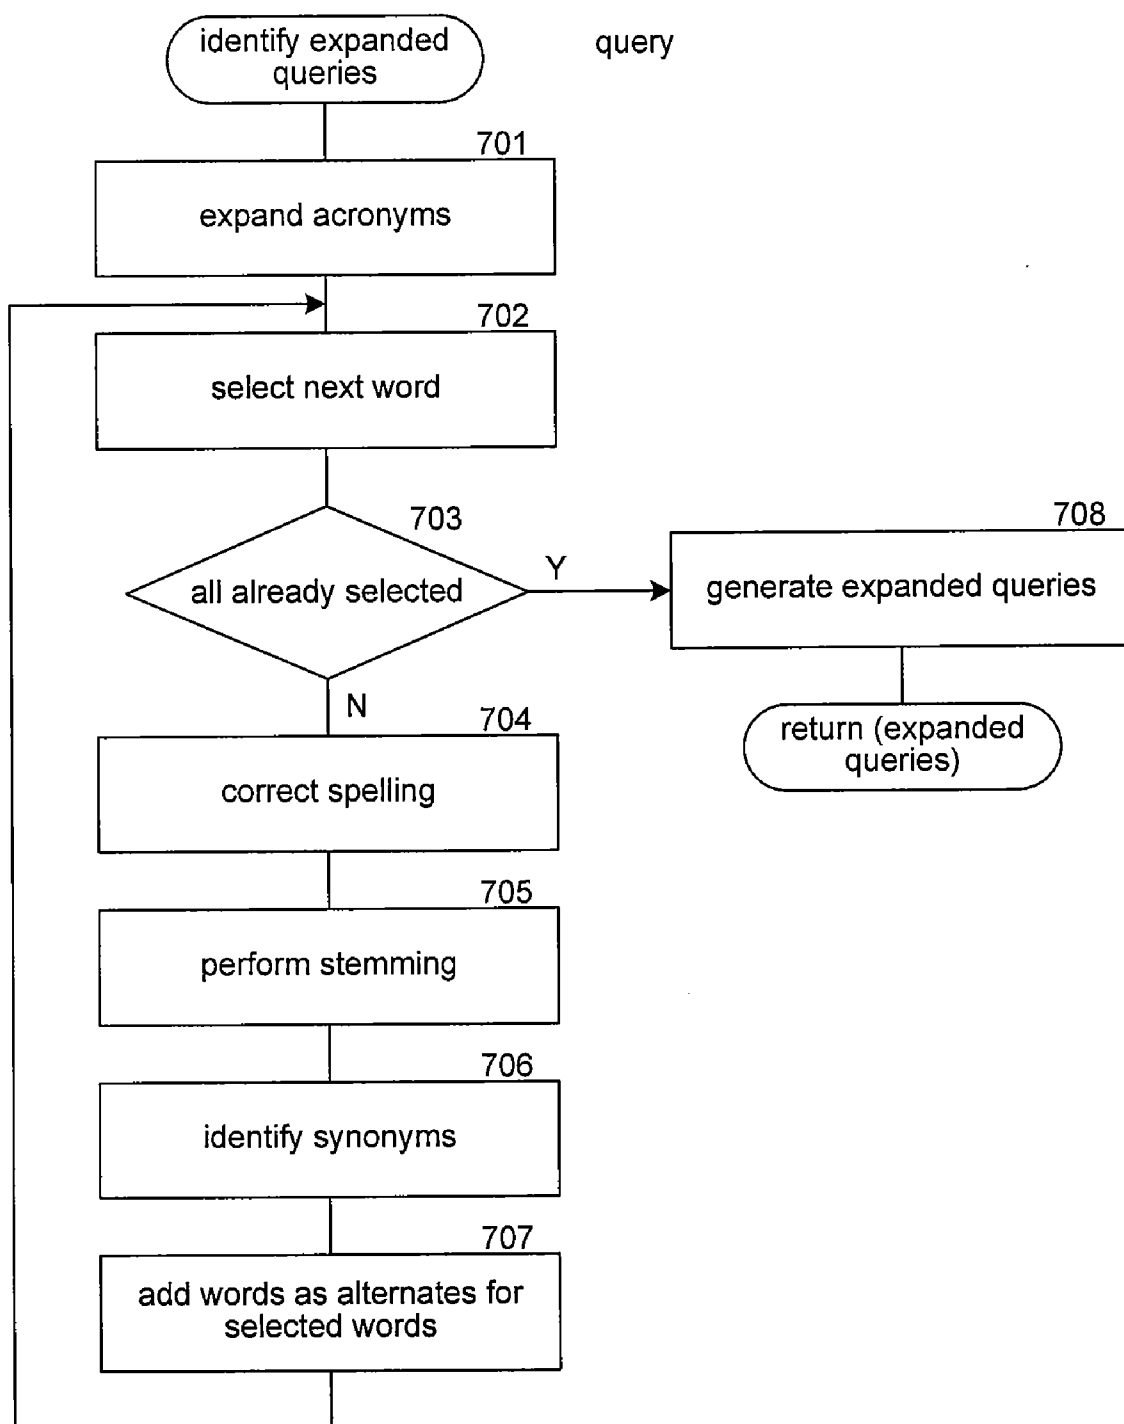 identify expanded
queries
query
701
expand acronyms
702
select next word
703
all already selected
Y
708
generate expanded queries
return (expanded
queries)
N
704
correct spelling
705
perform stemming
706
identify synonyms
707
add words as alternates for
selected words